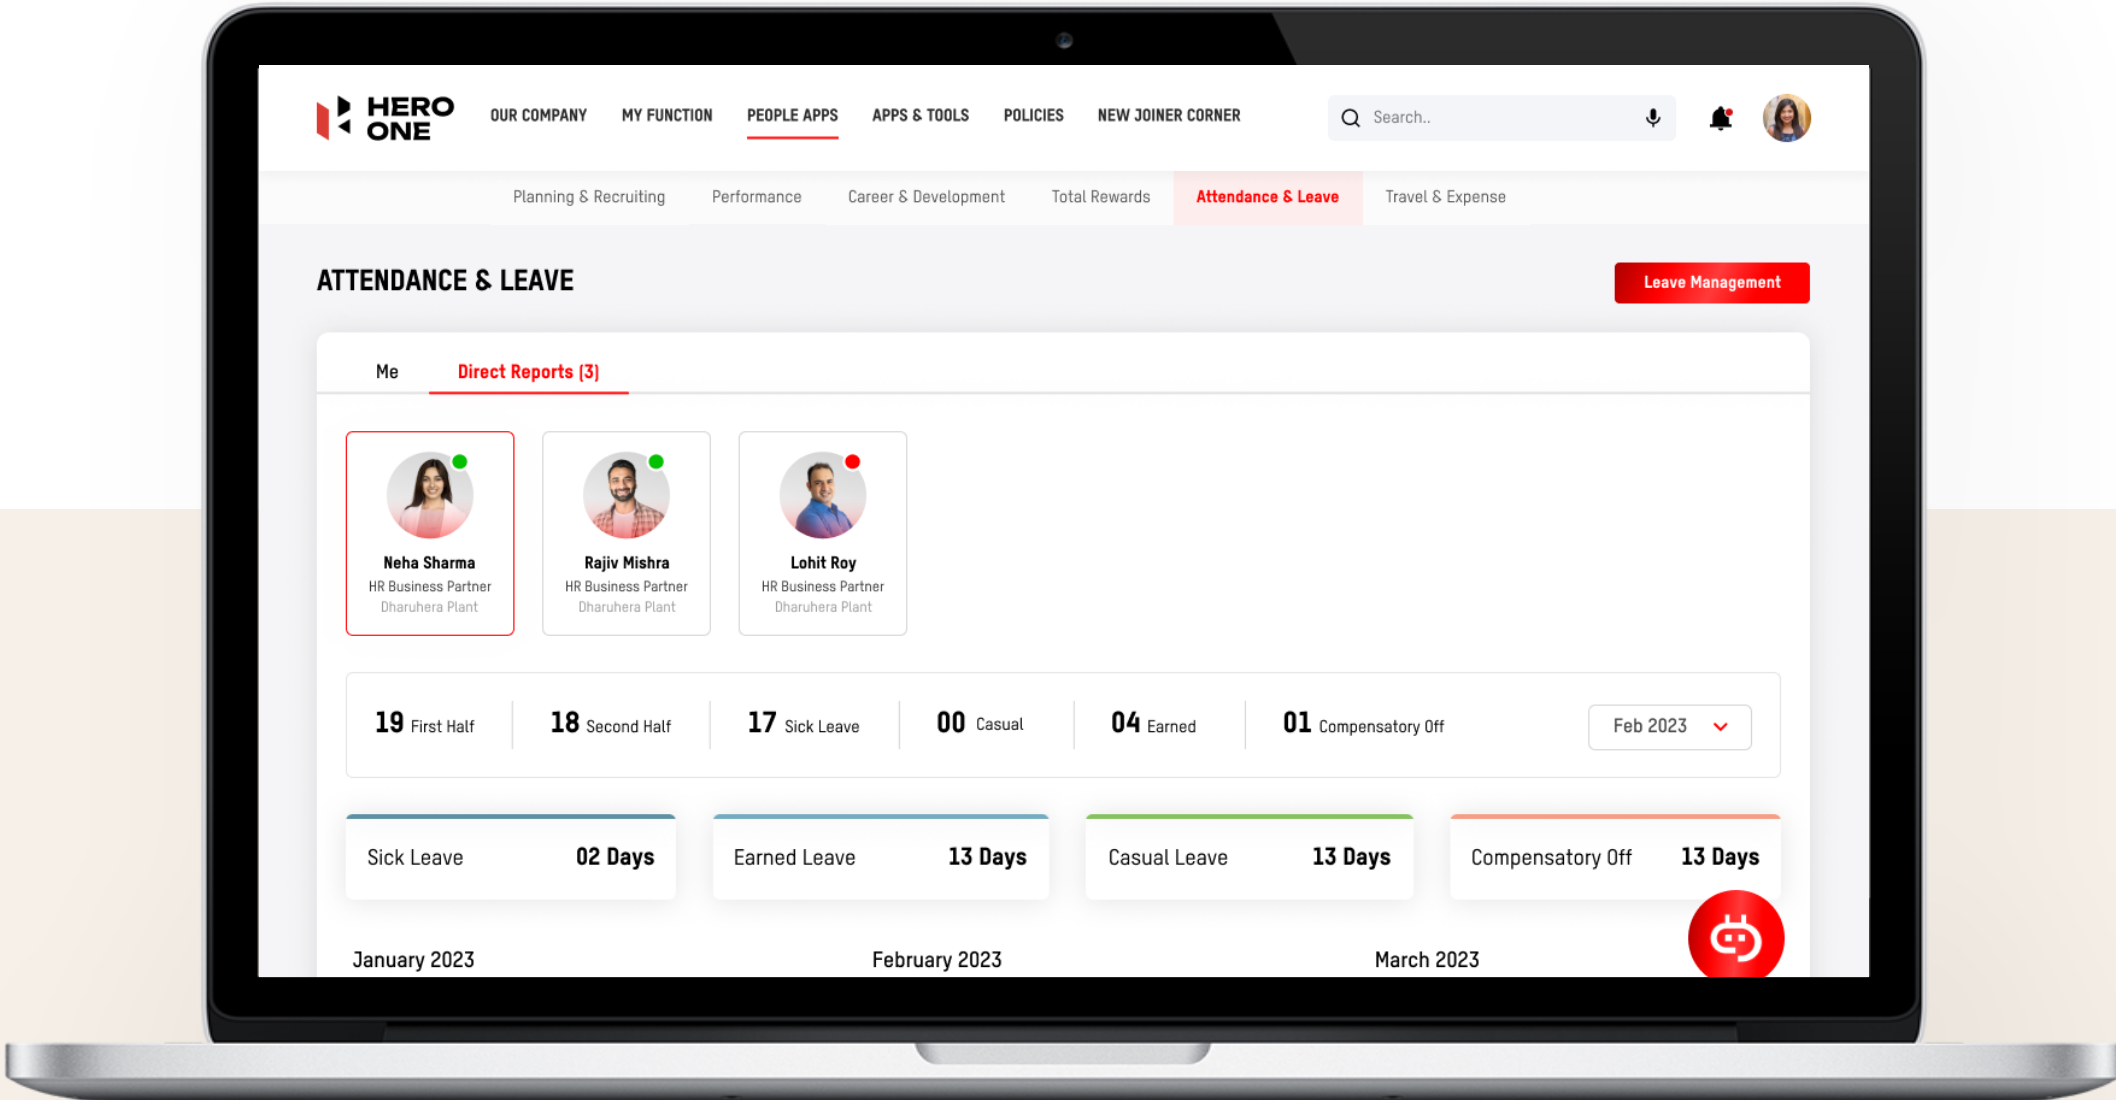 HERO
ONE
OUR COMPANY MY FUNCTION PEOPLE APPS APPS & TOOLS POLICIES NEW JOINER CORNER Search..
Planning & Recruiting Performance Career & Development Total Rewards Attendance & Leave Travel & Expense
ATTENDANCE & LEAVE Leave Management
Me Direct Reports (3)
Neha Sharma
HR Business Partner
Dharuhera Plant
Rajiv Mishra
HR Business Partner
Dharuhera Plant
Lohit Roy
HR Business Partner
Dharuhera Plant
19 First Half 18 Second Half 17 Sick Leave 00 Casual 04 Earned 01 Compensatory Off Feb 2023
Sick Leave 02 Days Earned Leave 13 Days Casual Leave 13 Days Compensatory Off 13 Days
January 2023 February 2023 March 2023